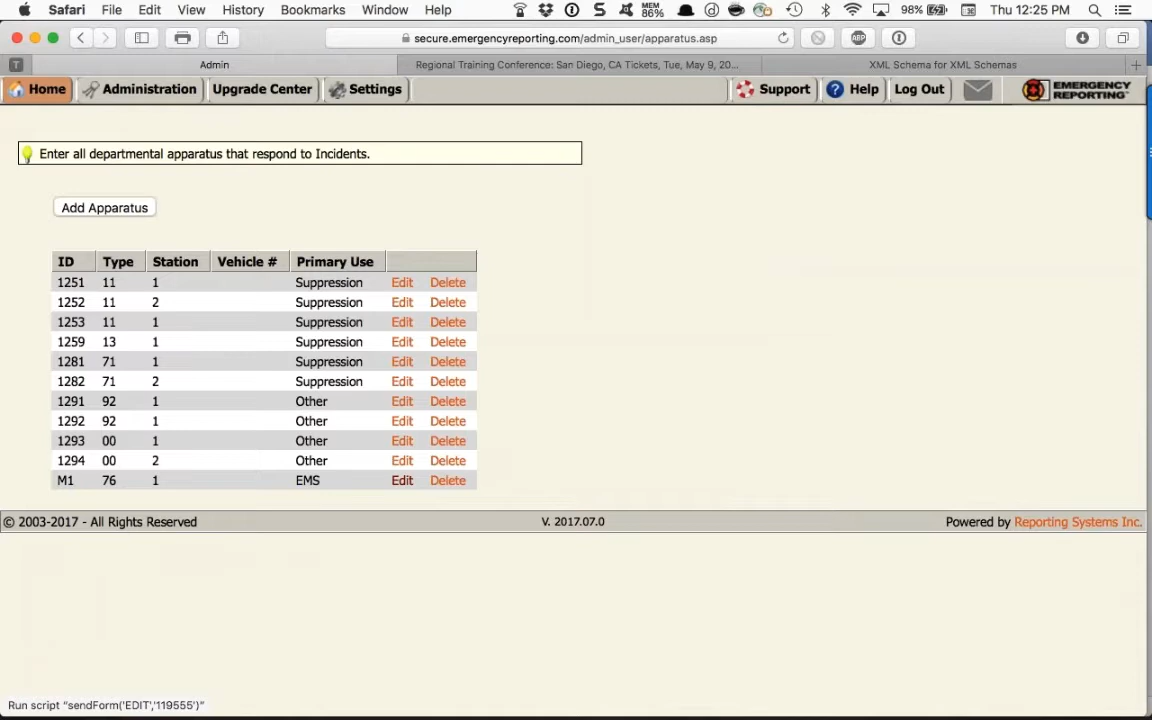 Safari File Edit View History Bookmarks Window Help MEM 86% 98% Thu 12:25 PM
secure.emergencyreporting.com/admin_user/apparatus.asp ABP
T Admin Regional Training Conference: San Diego, CA Tickets, Tue, May 9, 20... XML Schema for XML Schemas
Home Administration Upgrade Center Settings Support Help Log Out EMERGENCY REPORTING
Enter all departmental apparatus that respond to Incidents.
Add Apparatus
ID Type Station Vehicle # Primary Use
1251 11 1 Suppression Edit Delete
1252 11 2 Suppression Edit Delete
1253 11 1 Suppression Edit Delete
1259 13 1 Suppression Edit Delete
1281 71 1 Suppression Edit Delete
1282 71 2 Suppression Edit Delete
1291 92 1 Other Edit Delete
1292 92 1 Other Edit Delete
1293 00 1 Other Edit Delete
1294 00 2 Other Edit Delete
M1 76 1 EMS Edit Delete
© 2003-2017 - All Rights Reserved V. 2017.07.0 Powered by Reporting Systems Inc.
Run script "sendForm('EDIT','119555')"